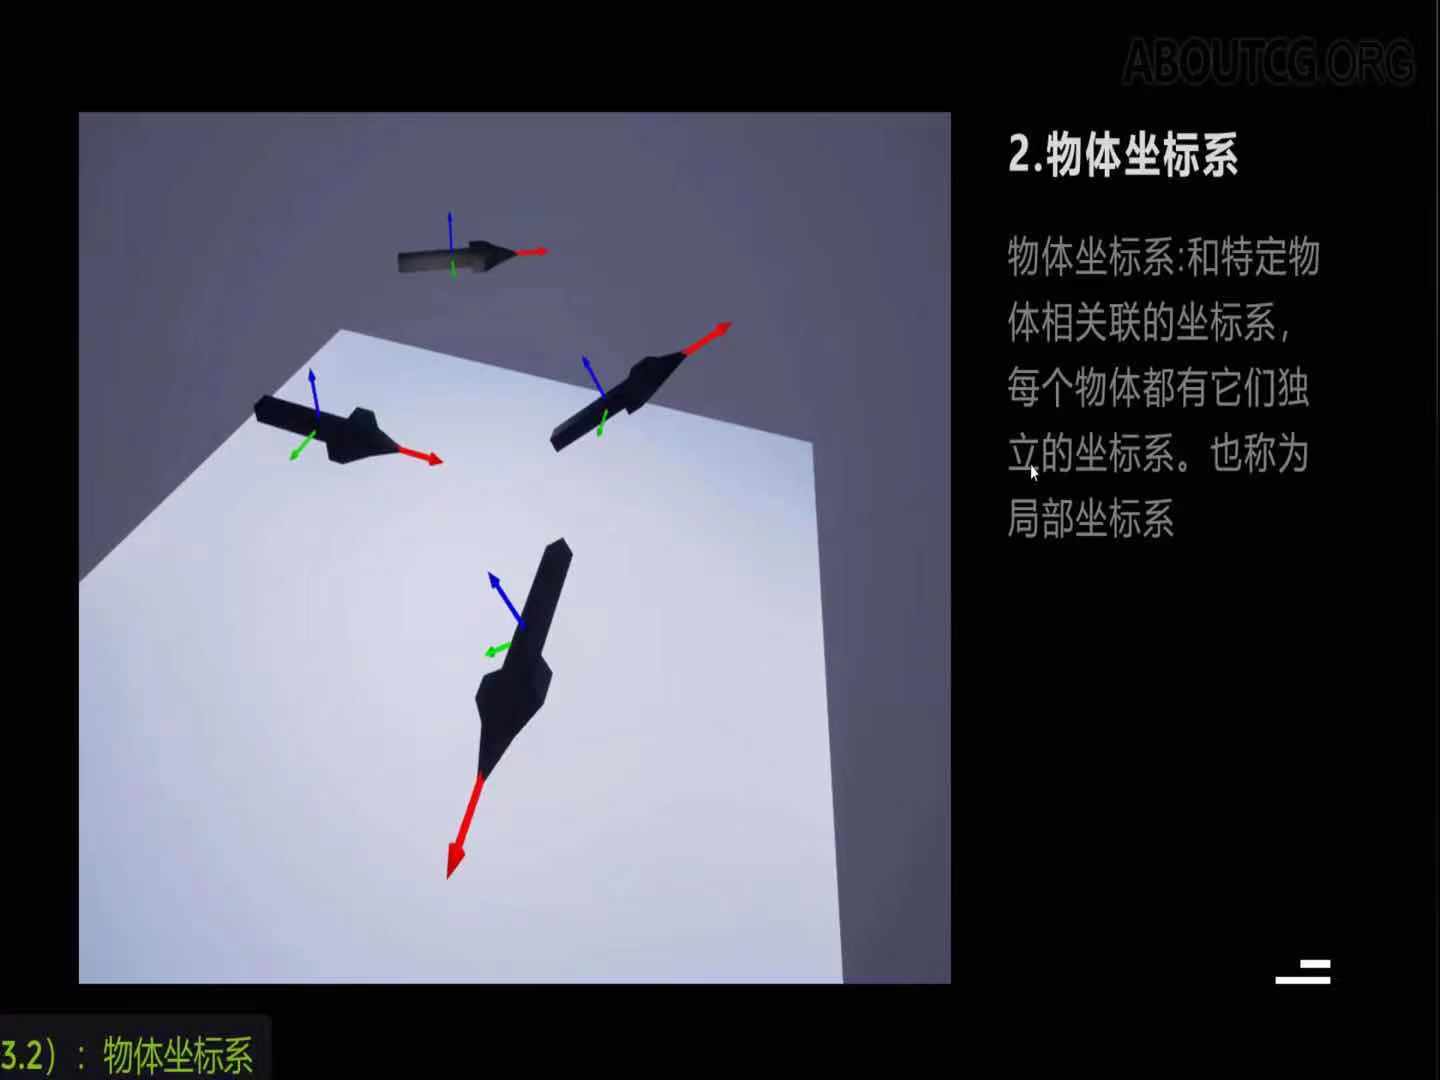 ABOUTCG.ORG
2.物体坐标系
物体坐标系:和特定物
体相关联的坐标系，
每个物体都有它们独
立的坐标系。也称为
局部坐标系
3.2）：物体坐标系